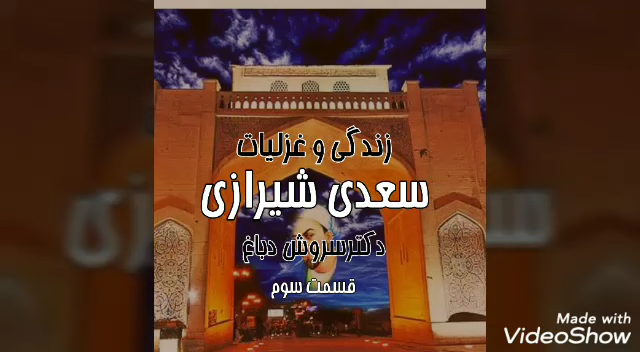 زندگی و غزلیات
سعدی شیرازی
دکترسروش دباغ
قسمت سوم
Made with
VideoShow